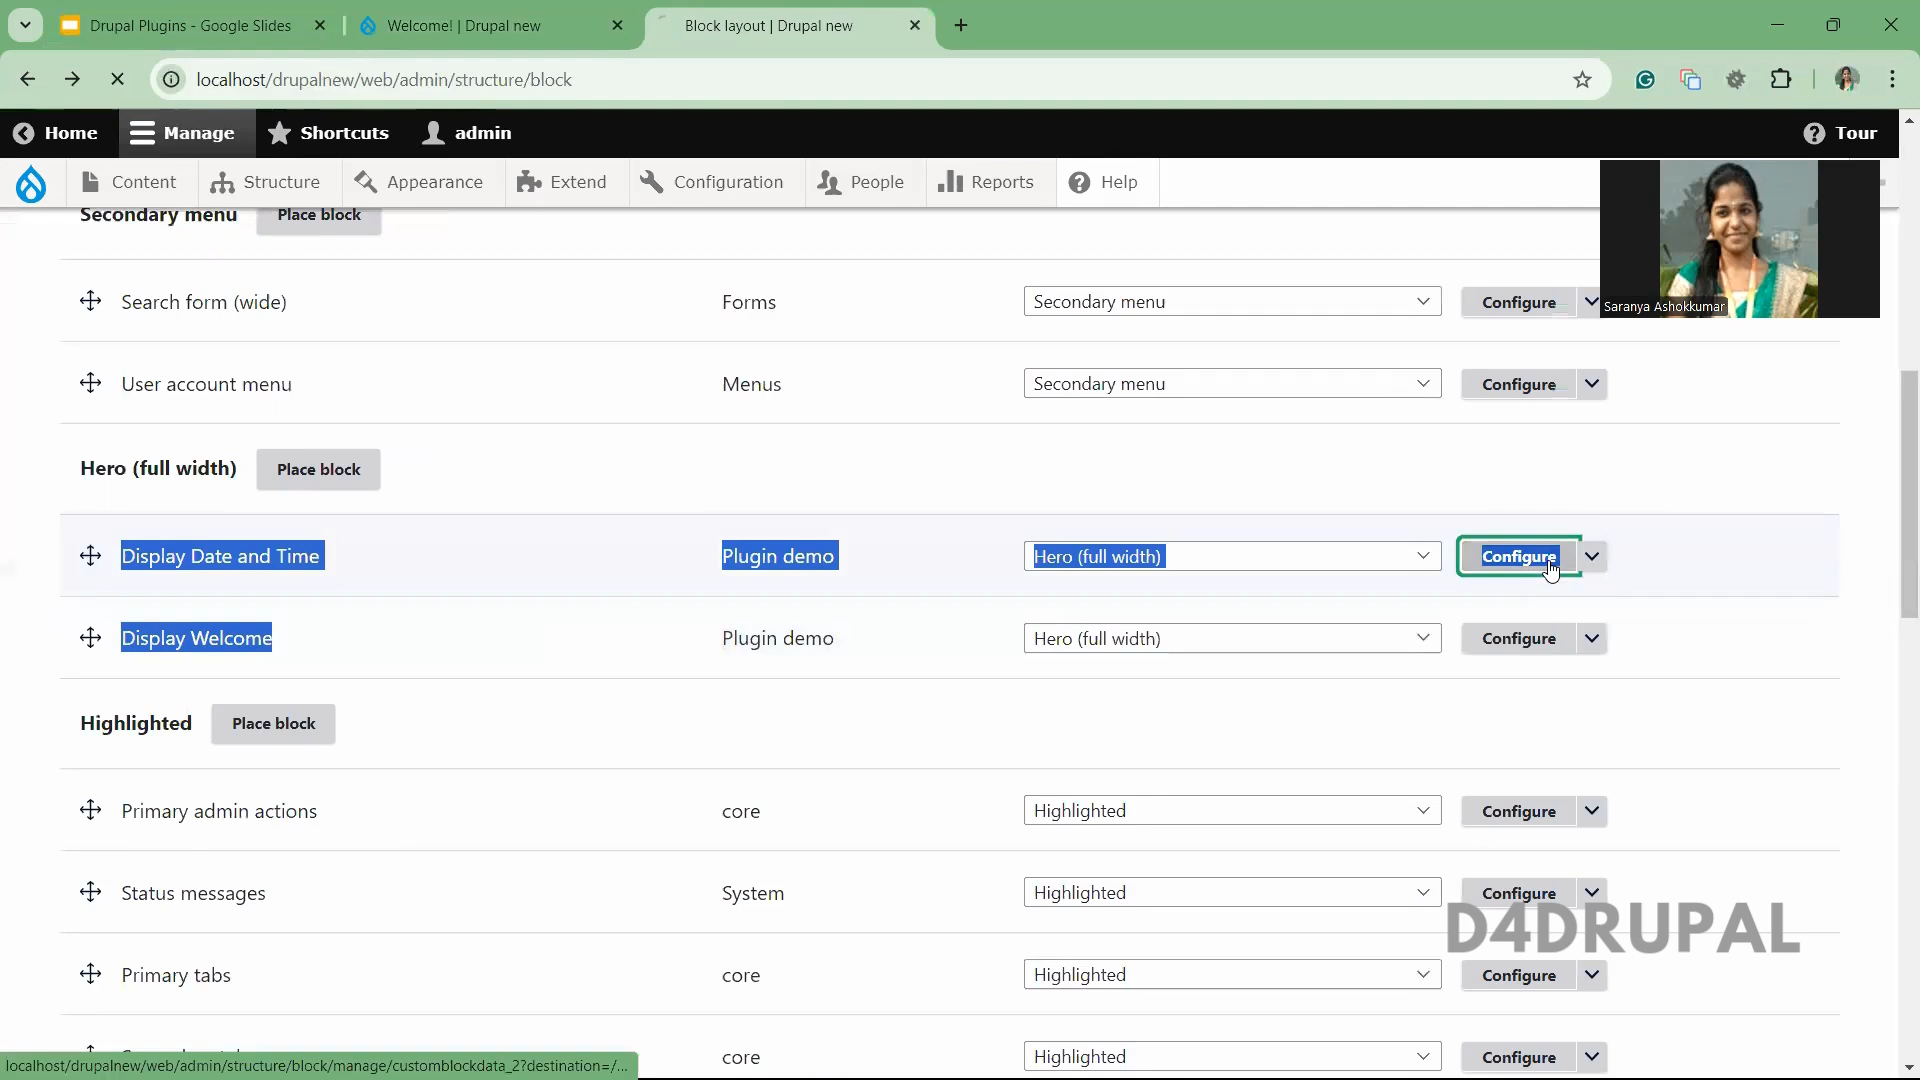 Drupal Plugins - Google Slides
Welcome! | Drupal new
Block layout | Drupal new
localhost/drupalnew/web/admin/structure/block
Home
Manage
Shortcuts
admin
Tour
Content
Structure
Appearance
Extend
Configuration
People
Reports
Help
Saranya Ashokkumar
Secondary menu
Place block
Search form (wide) Forms Secondary menu Configure
User account menu Menus Secondary menu Configure
Hero (full width) Place block
Display Date and Time Plugin demo Hero (full width) Configure
Display Welcome Plugin demo Hero (full width) Configure
Highlighted Place block
Primary admin actions core Highlighted Configure
Status messages System Highlighted Configure
D4DRUPAL
Primary tabs core Highlighted Configure
core Highlighted Configure
localhost/drupalnew/web/admin/structure/block/manage/customblockdata_2?destination=/...